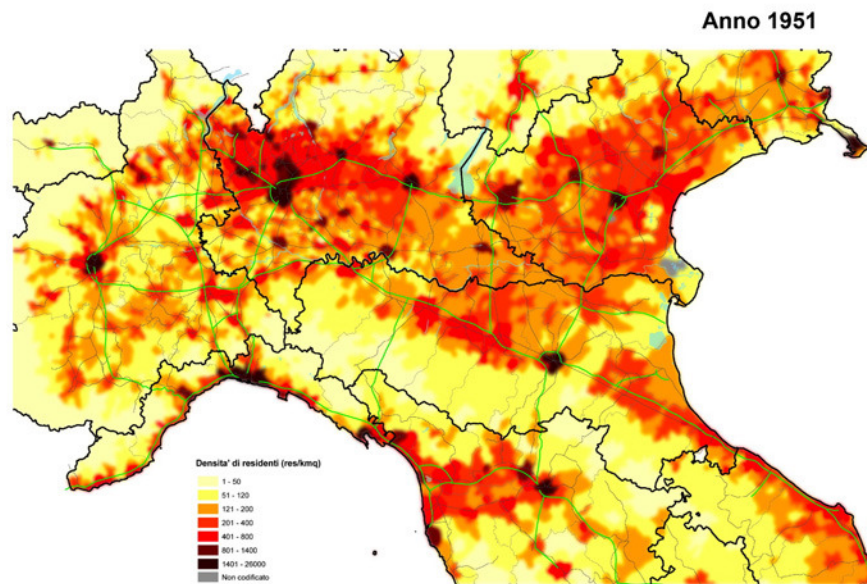 Anno 1951
Densita' di residenti (res/kmq)
1 - 50
51 - 120
121 - 200
201 - 400
401 - 800
801 - 1400
1401 - 26000
Non codificato